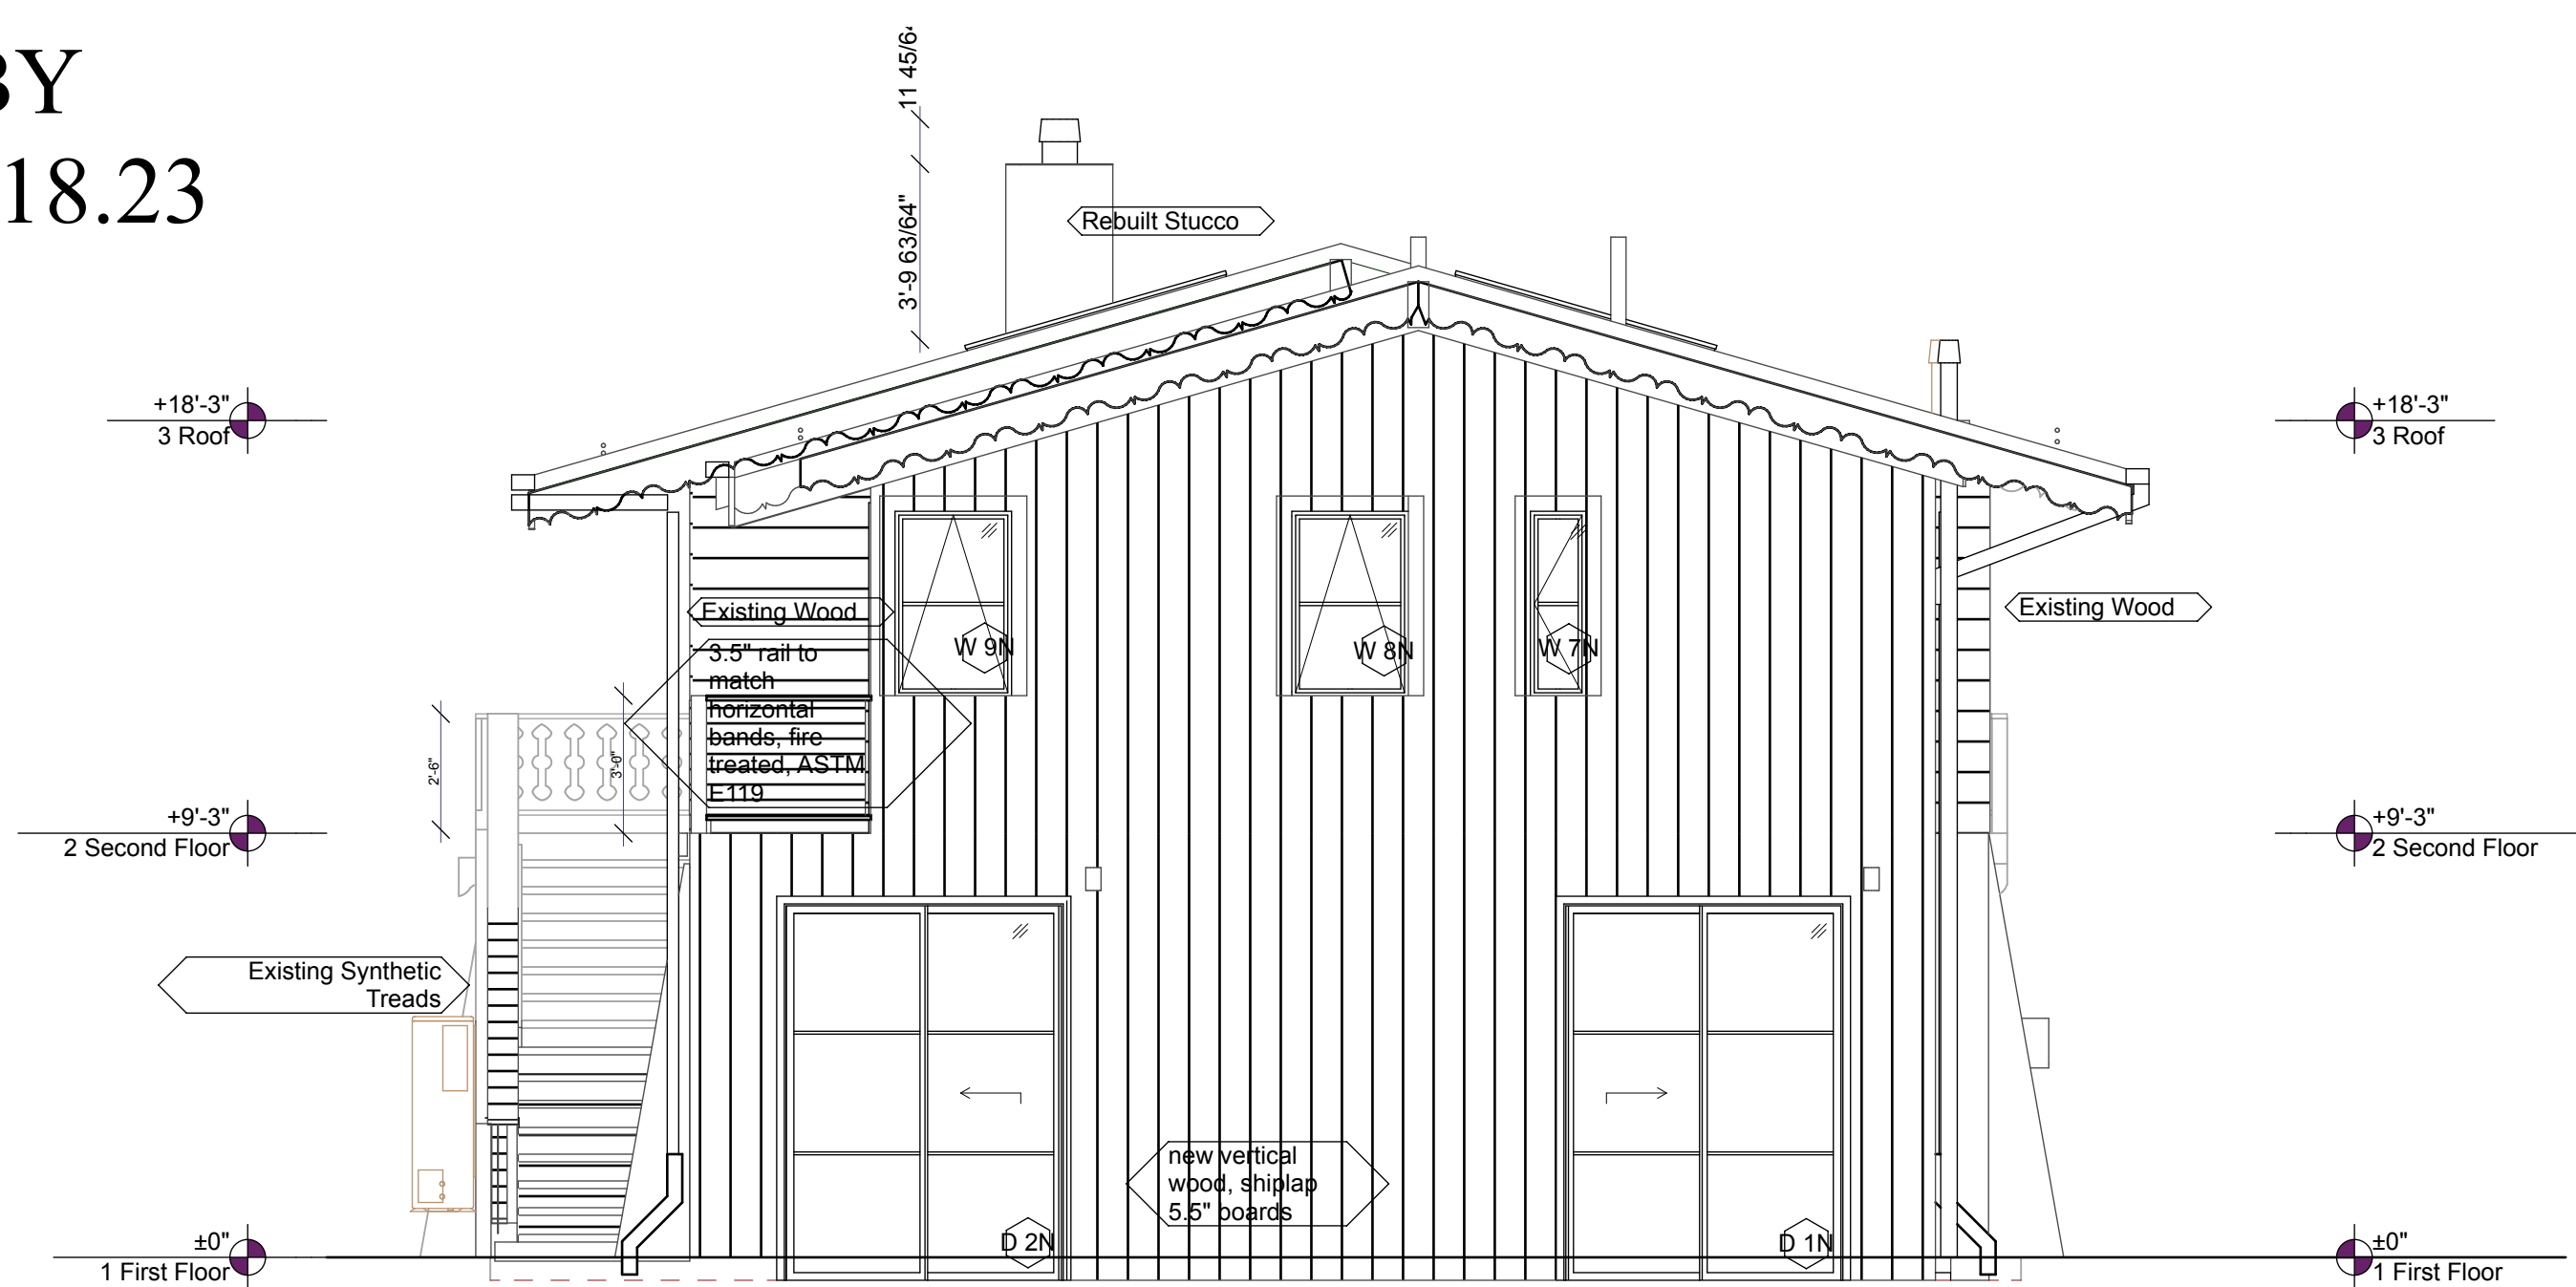 BY
18.23
11 45/64
3'-9 63/64"
Rebuilt Stucco
+18'-3"
3 Roof
+18'-3"
3 Roof
Existing Wood
W 9N
W 8N
W 7N
Existing Wood
3.5" rail to
match
horizontal
bands, fire
treated, ASTM
E119
2'-6"
3'-0"
+9'-3"
2 Second Floor
+9'-3"
2 Second Floor
Existing Synthetic
Treads
new vertical
wood, shiplap
5.5" boards
D 2N
D 1N
±0"
1 First Floor
±0"
1 First Floor